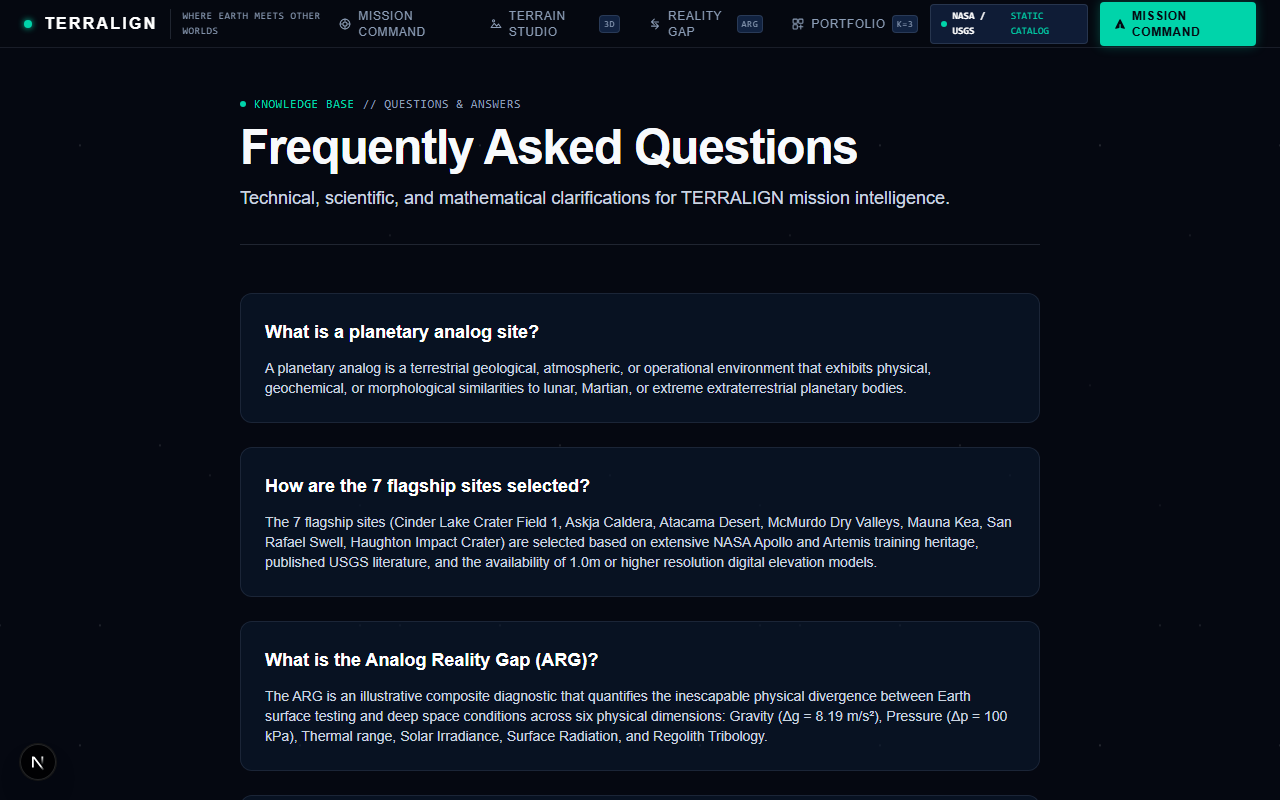 TERRALIGN
WHERE EARTH MEETS OTHER
WORLDS
MISSION
COMMAND
TERRAIN
STUDIO
3D
REALITY
GAP
ARG
PORTFOLIO
K=3
NASA /
USGS
STATIC
CATALOG
MISSION
COMMAND
KNOWLEDGE BASE // QUESTIONS & ANSWERS
Frequently Asked Questions
Technical, scientific, and mathematical clarifications for TERRALIGN mission intelligence.
What is a planetary analog site?
A planetary analog is a terrestrial geological, atmospheric, or operational environment that exhibits physical,
geochemical, or morphological similarities to lunar, Martian, or extreme extraterrestrial planetary bodies.
How are the 7 flagship sites selected?
The 7 flagship sites (Cinder Lake Crater Field 1, Askja Caldera, Atacama Desert, McMurdo Dry Valleys, Mauna Kea, San
Rafael Swell, Haughton Impact Crater) are selected based on extensive NASA Apollo and Artemis training heritage,
published USGS literature, and the availability of 1.0m or higher resolution digital elevation models.
What is the Analog Reality Gap (ARG)?
The ARG is an illustrative composite diagnostic that quantifies the inescapable physical divergence between Earth
surface testing and deep space conditions across six physical dimensions: Gravity (Δg = 8.19 m/s²), Pressure (Δp = 100
kPa), Thermal range, Solar Irradiance, Surface Radiation, and Regolith Tribology.
N